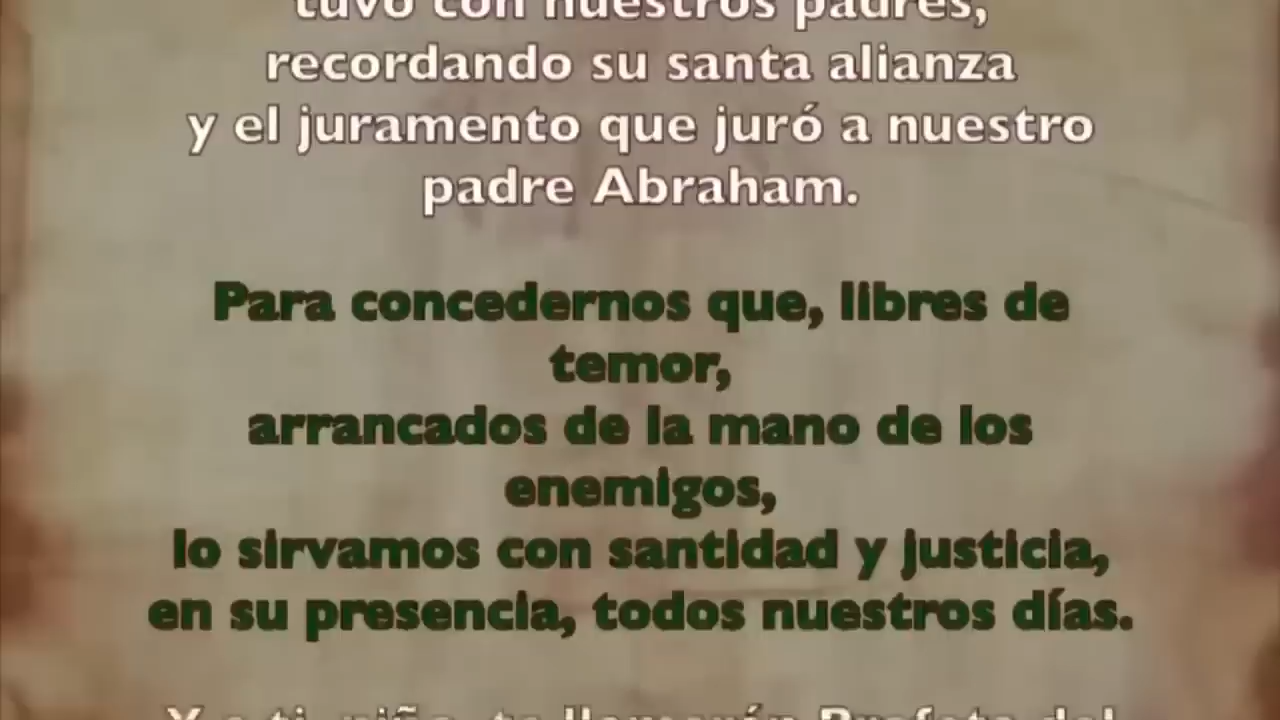 tuvo con nuestros padres,
recordando su santa alianza
y el juramento que juró a nuestro
padre Abraham.
Para concedernos que, libres de
temor,
arrancados de la mano de los
enemigos,
lo sirvamos con santidad y justicia,
en su presencia, todos nuestros días.
Y a ti, niño, te llamarán Profeta del